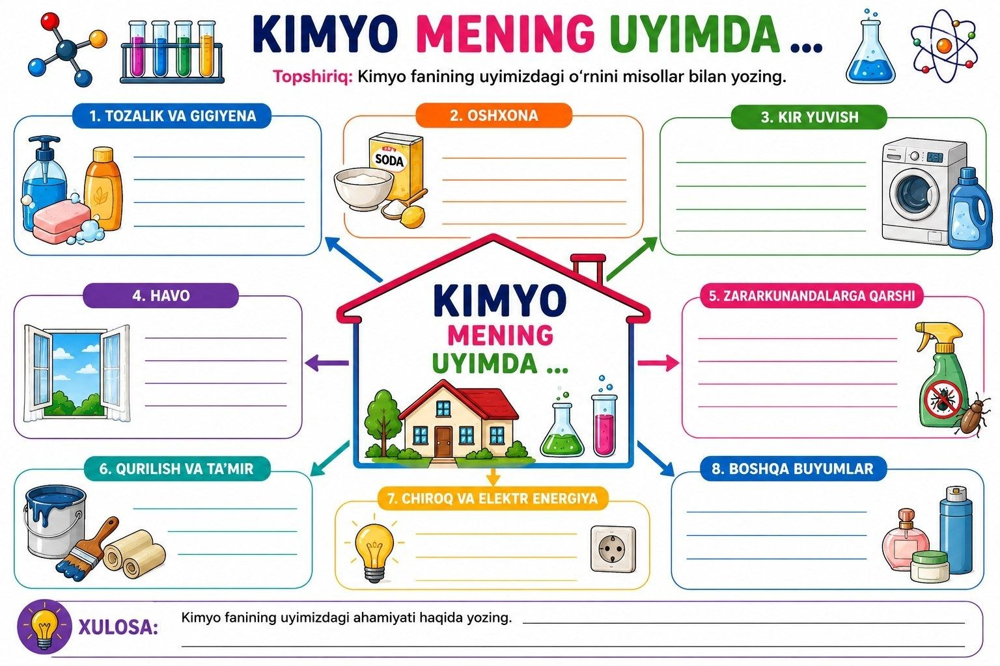 KIMYO MENING UYIMDA ...
Topshiriq: Kimyo fanining uyimizdagi o‘rnini misollar bilan yozing.
1. TOZALIK VA GIGIYENA
2. OSHXONA
SODA
3. KIR YUVISH
4. HAVO
KIMYO
MENING
UYIMDA ...
5. ZARARKUNANDALARGA QARSHI
6. QURILISH VA TA’MIR
7. CHIROQ VA ELEKTR ENERGIYA
8. BOSHQA BUYUMLAR
XULOSA:
Kimyo fanining uyimizdagi ahamiyati haqida yozing.